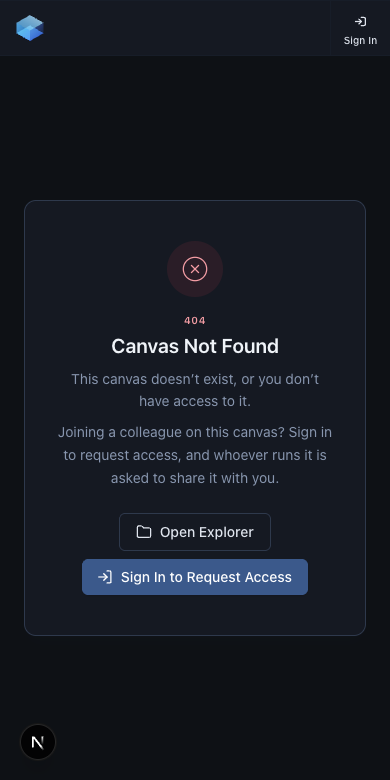 Sign In
404
Canvas Not Found
This canvas doesn’t exist, or you don’t
have access to it.
Joining a colleague on this canvas? Sign in
to request access, and whoever runs it is
asked to share it with you.
Open Explorer
Sign In to Request Access
N